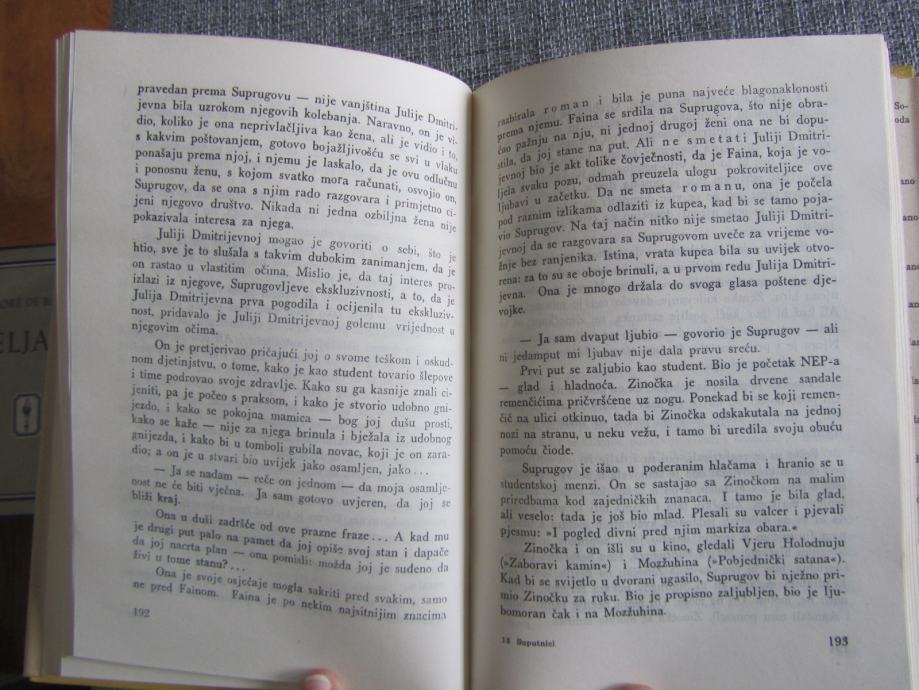 pravedan prema Suprugovu — nije vanjština Julije Dmitri-
jevna bila uzrokom njegovih kolebanja. Naravno, on je vi-
dio, koliko je ona neprivlačljiva kao žena, ali je vidio i to,
s kakvim poštovanjem, gotovo bojažljivošću se svi u vlaku
ponašaju prema njoj, i njemu je laskalo, da je ovu odlučnu
i ponosnu ženu, s kojom svatko mora računati, osvojio on,
Suprugov, da se ona s njim rado razgovara i primjetno ci-
jeni njegovo društvo. Nikada ni jedna ozbiljna žena nije
pokazivala interesa za njega.
Juliji Dmitrijevnoj mogao je govoriti o sebi, što je
htio, sve je to slušala s takvim dubokim zanimanjem, da je
on rastao u vlastitim očima. Mislio je, da taj interes pro-
izlazi iz njegove, Suprugovljeve ekskluzivnosti, a to, da je
Julija Dmitrijevna prva pogodila i ocijenila tu ekskluziv-
nost, pridavalo je Juliji Dmitrijevnoj golemu vrijednost u
njegovim očima.
On je pretjerivao pričajući joj o svome teškom i oskud-
nom djetinjstvu, o tome, kako je kao student tovario šlepove
i time podrovao svoje zdravlje. Kako su ga kasnije znali ci-
jeniti, pa je počeo s praksom, i kako je stvorio udobno gni-
jezdo, i kako se pokojna mamica — bog joj dušu prosti,
kako se kaže — nije za njega brinula i bježala iz udobnog
gnijezda, i kako bi u tomboli gubila novac, koji je on zara-
dio; a on je u stvari bio uvijek jako osamljen, jako...
— Ja se nadam — reče on jednom — da moja osamlje-
nost ne će biti vječna. Ja sam gotovo uvjeren, da joj se
bliži kraj.
Ona u duši zadršće od ove prazne fraze... A kad mu
je drugi put palo na pamet da joj opiše svoj stan i dapače
da joj nacrta plan — ona pomisli: možda joj je suđeno da
živi u tome stanu?...
Ona je svoje osjećaje mogla sakriti pred svakim, samo
ne pred Fainom. Faina je po nekim najsitnijim znacima
192
razbirala roman i bila je puna najveće blagonaklonosti
prema njemu. Faina se srdila na Suprugova, što nije obra-
ćao pažnju na nju, ni jednoj drugoj ženi ona ne bi dopu-
stila, da joj stane na put. Ali ne smetati Juliji Dmitri-
jevnoj bio je akt tolike čovječnosti, da je Faina, koja je vo-
ljela svaku pozu, odmah preuzela ulogu pokroviteljice ove
ljubavi u začetku. Da ne smeta romanu, ona je počela
pod raznim izlikama odlaziti iz kupea, kad bi se tamo poja-
vio Suprugov. Na taj način nitko nije smetao Juliji Dmitri-
jevnoj da se razgovara sa Suprugovom uveče za vrijeme vo-
žnje bez ranjenika. Istina, vrata kupea bila su uvijek otvo-
rena: za to su se oboje brinuli, a u prvom redu Julija Dmitri-
jevna. Ona je mnogo držala do svoga glasa poštene dje-
vojke.
— Ja sam dvaput ljubio — govorio je Suprugov — ali
ni jedamput mi ljubav nije dala pravu sreću.
Prvi put se zaljubio kao student. Bio je početak NEP-a
— glad i hladnoća. Zinočka je nosila drvene sandale
remenčićima pričvršćene uz nogu. Ponekad bi se koji remen-
čić na ulici otkinuo, tada bi Zinočka odskakutala na jednoj
nozi na stranu, u neku vežu, i tamo bi uredila svoju obuću
pomoću čiode.
Suprugov je išao u poderanim hlačama i hranio se u
studentskoj menzi. On se sastajao sa Zinočkom na malim
priredbama kod zajedničkih znanaca. I tamo je bila glad,
ali veselo: tada je još bio mlad. Plesali su valcer i pjevali
pjesmu: »I pogled divni pred njim markiza obara.«
Zinočka i on išli su u kino, gledali Vjeru Holodnuju
(»Zaboravi kamin«) i Mozžuhina (»Pobjednički satana«).
Kad bi se svijetlo u dvorani ugasilo, Suprugov bi nježno pri-
mio Zinočku za ruku. Bio je propisno zaljubljen, bio je lju-
bomoran čak i na Mozžuhina.
13 Suputnici
193